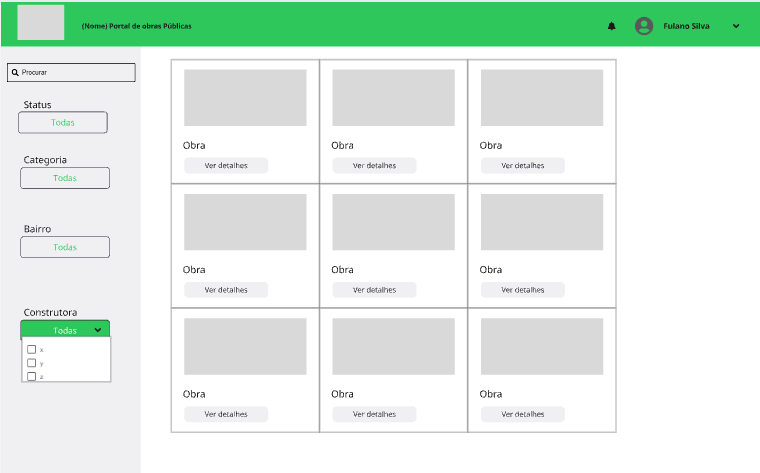 (Nome) Portal de obras Públicas
Fulano Silva
Procurar
Status
Todas
Categoria
Todas
Bairro
Todas
Construtora
Todas
x
y
z
Obra Obra Obra
Ver detalhes Ver detalhes Ver detalhes
Obra Obra Obra
Ver detalhes Ver detalhes Ver detalhes
Obra Obra Obra
Ver detalhes Ver detalhes Ver detalhes